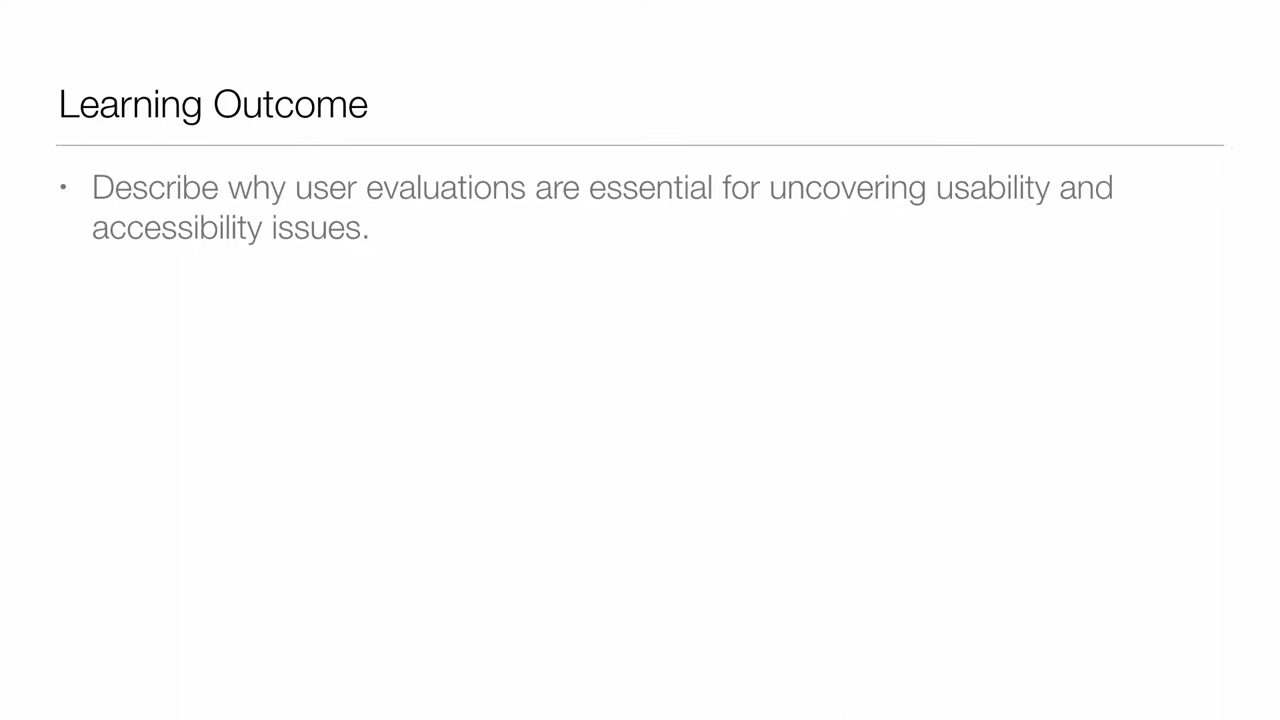 Learning Outcome
• Describe why user evaluations are essential for uncovering usability and
accessibility issues.